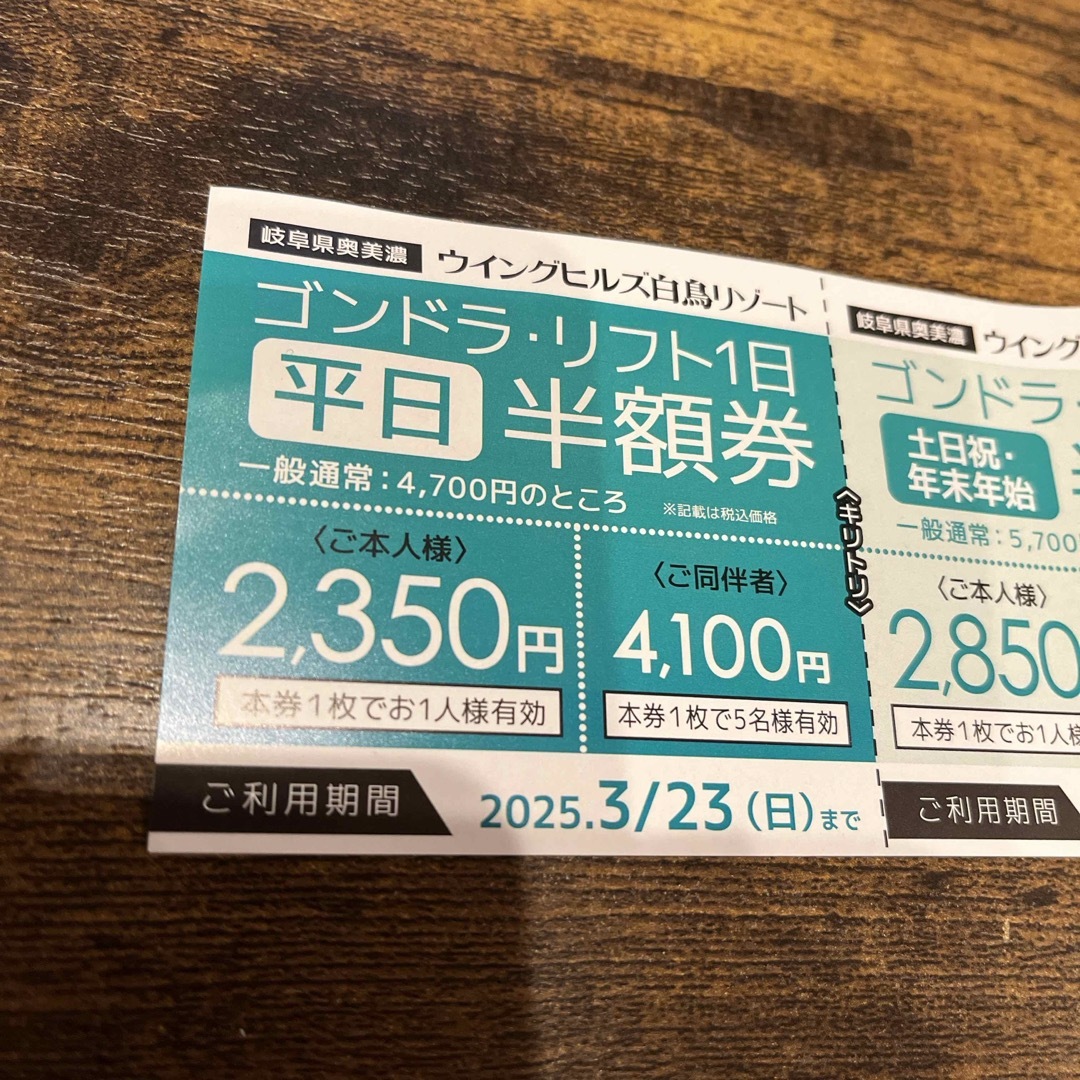 岐阜県奥美濃 ウイングヒルズ白鳥リゾート
ゴンドラ・リフト1日
平日 半額券
一般通常：4,700円のところ ※記載は税込価格
〈ご本人様〉
2,350円
本券1枚でお1人様有効
〈ご同伴者〉
4,100円
本券1枚で5名様有効
ご利用期間 2025.3/23（日）まで
〈キリトリ〉
岐阜県奥美濃 ウイング
ゴンドラ
土日祝・
年末年始
一般通常：5,700
〈ご本人様〉
2,850
本券1枚でお1人様
ご利用期間